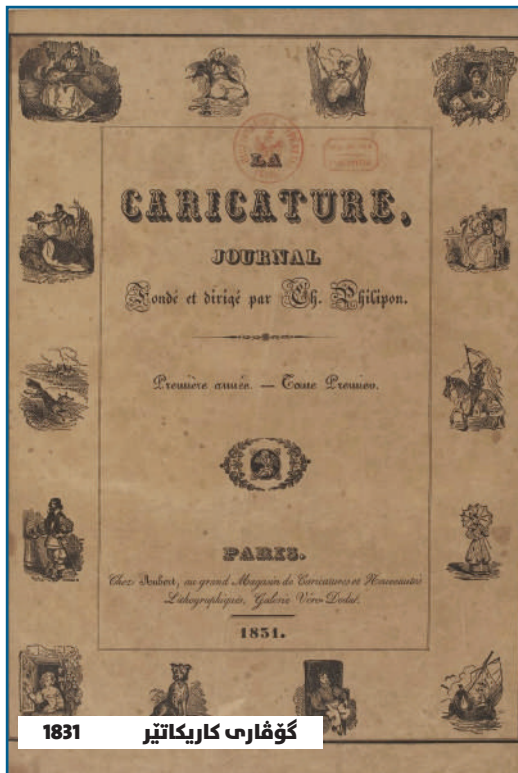 LA
CARICATURE,
JOURNAL
Fondé et dirigé par Ch. Philipon.
Première année. — Tome Premier.
PARIS.
Chez Aubert, au grand Magasin de Caricatures et Nouveautés
Lithographiques, Galerie Véro-Dodat.
1831.
گۆڤاری کاریکاتێر 1831